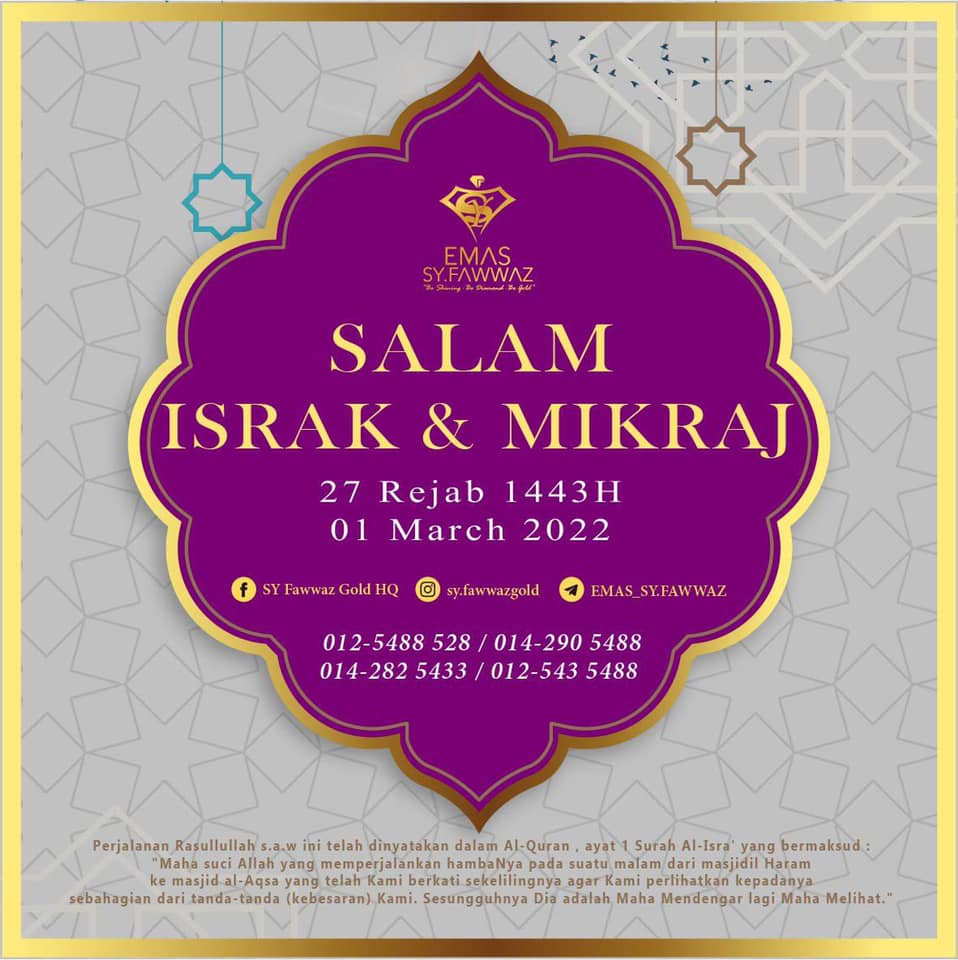 EMAS
SY.FAWWAZ
"The Shining . The Diamond . The Gold"
SALAM
ISRAK & MIKRAJ
27 Rejab 1443H
01 March 2022
SY Fawwaz Gold HQ sy.fawwazgold EMAS_SY.FAWWAZ
012-5488 528 / 014-290 5488
014-282 5433 / 012-543 5488
Perjalanan Rasullullah s.a.w ini telah dinyatakan dalam Al-Quran , ayat 1 Surah Al-Isra' yang bermaksud :
"Maha suci Allah yang memperjalankan hambaNya pada suatu malam dari masjidil Haram
ke masjid al-Aqsa yang telah Kami berkati sekelilingnya agar Kami perlihatkan kepadanya
sebahagian dari tanda-tanda (kebesaran) Kami. Sesungguhnya Dia adalah Maha Mendengar lagi Maha Melihat."